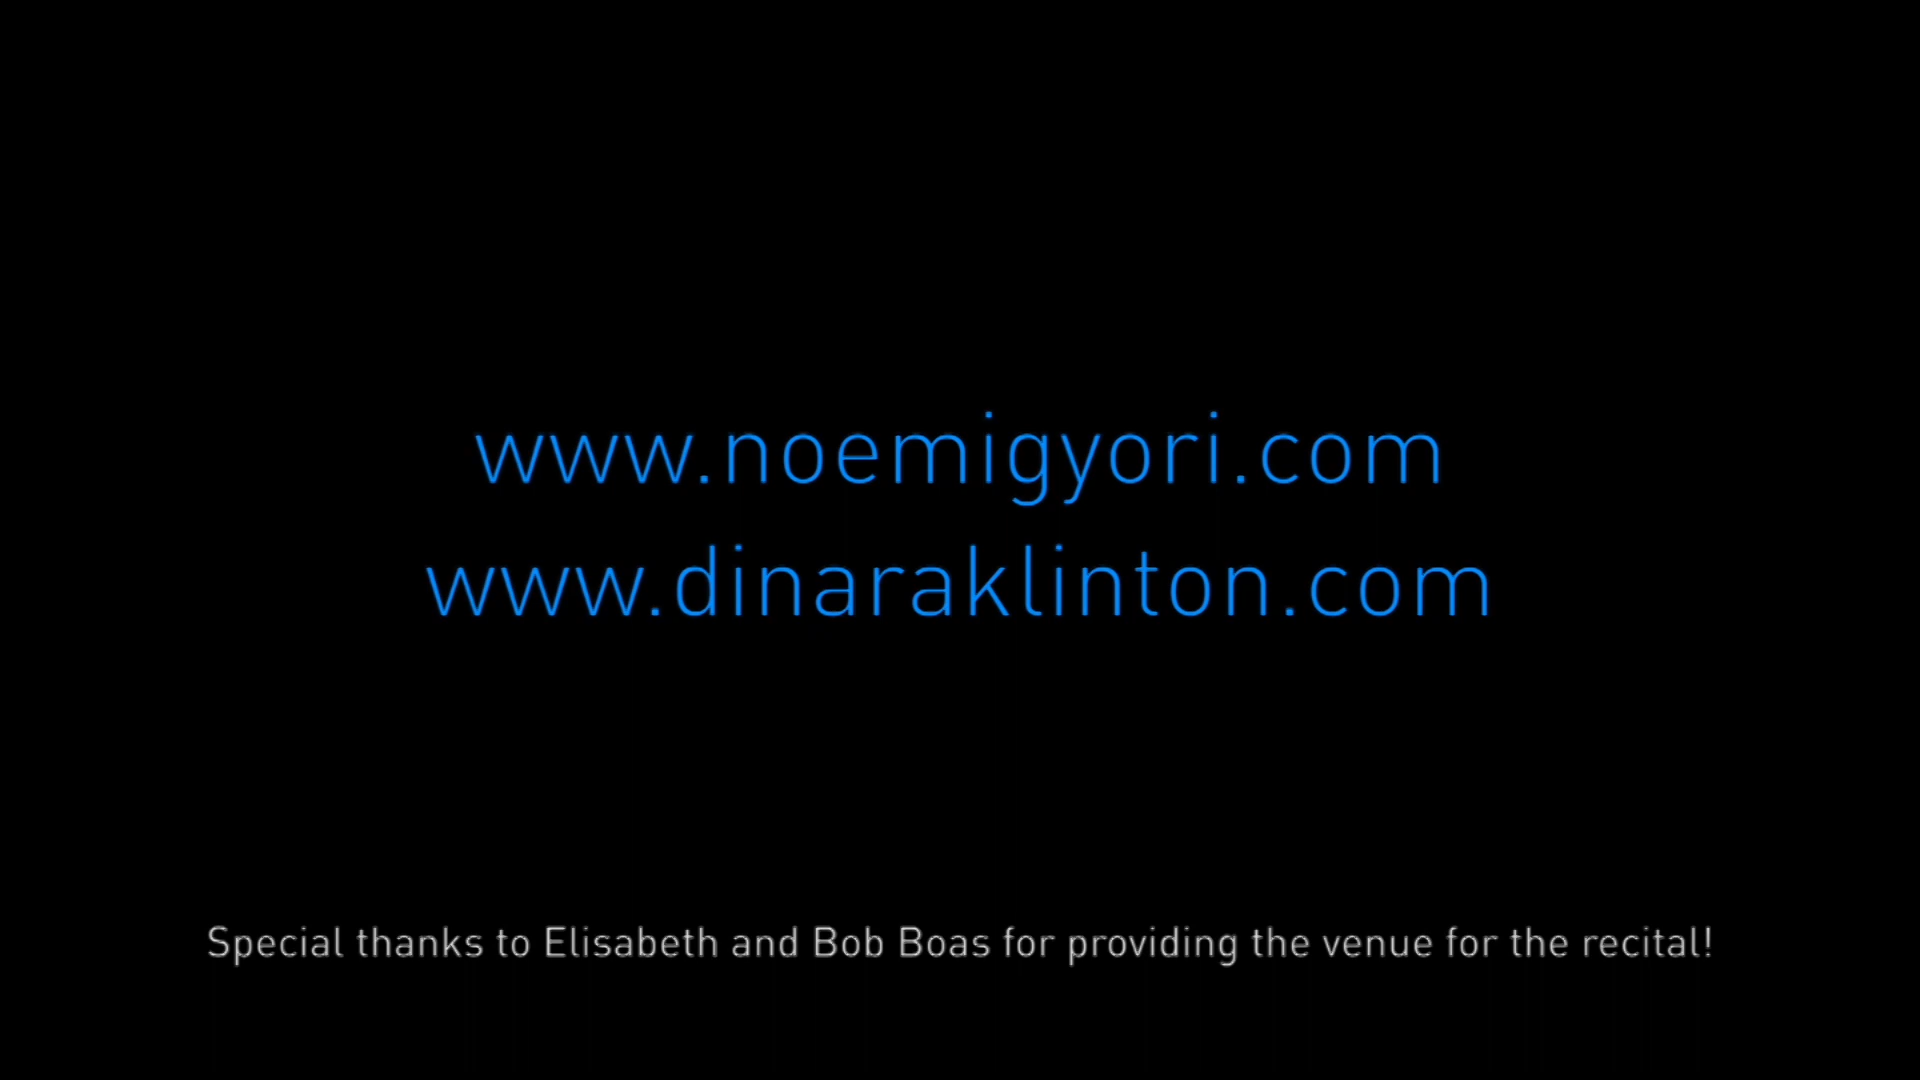 www.noemigyori.com
www.dinaraklinton.com
Special thanks to Elisabeth and Bob Boas for providing the venue for the recital!